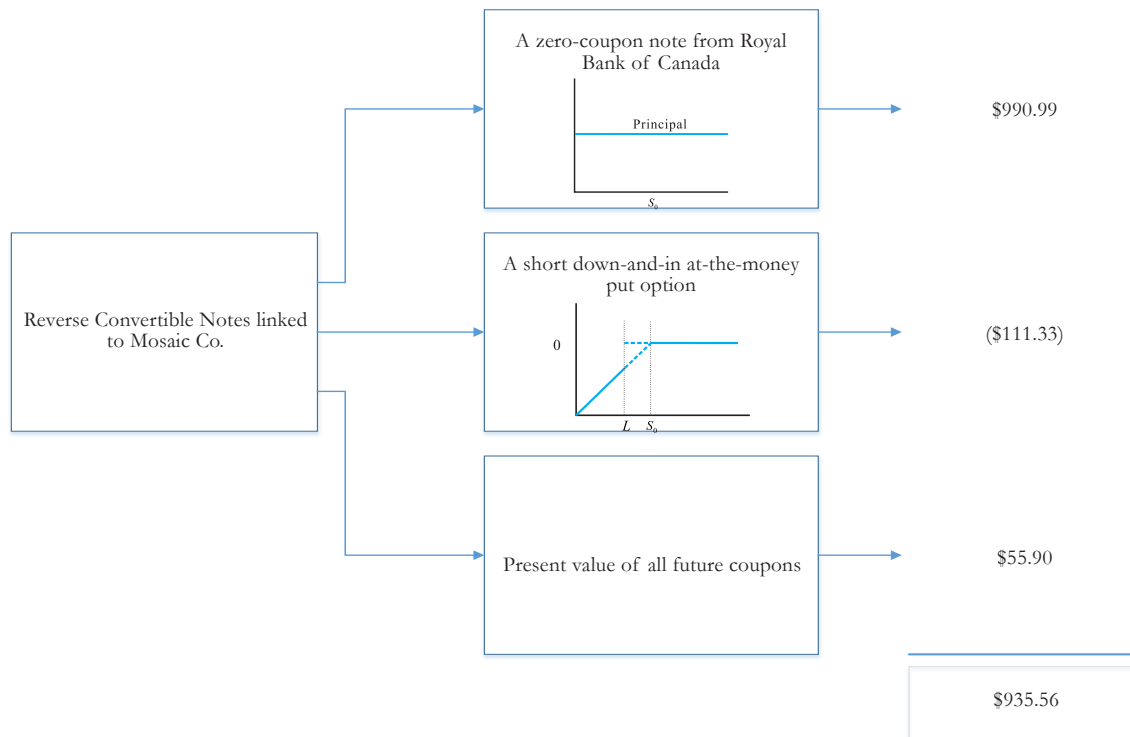 A zero-coupon note from Royal
Bank of Canada
Principal
S₀
$990.99
Reverse Convertible Notes linked
to Mosaic Co.
A short down-and-in at-the-money
put option
0
L S₀
($111.33)
Present value of all future coupons
$55.90
$935.56